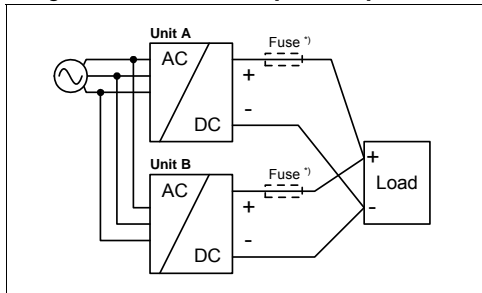 Unit A
AC
DC
Fuse *)
+
-
Unit B
AC
DC
Fuse *)
+
-
+
Load
-